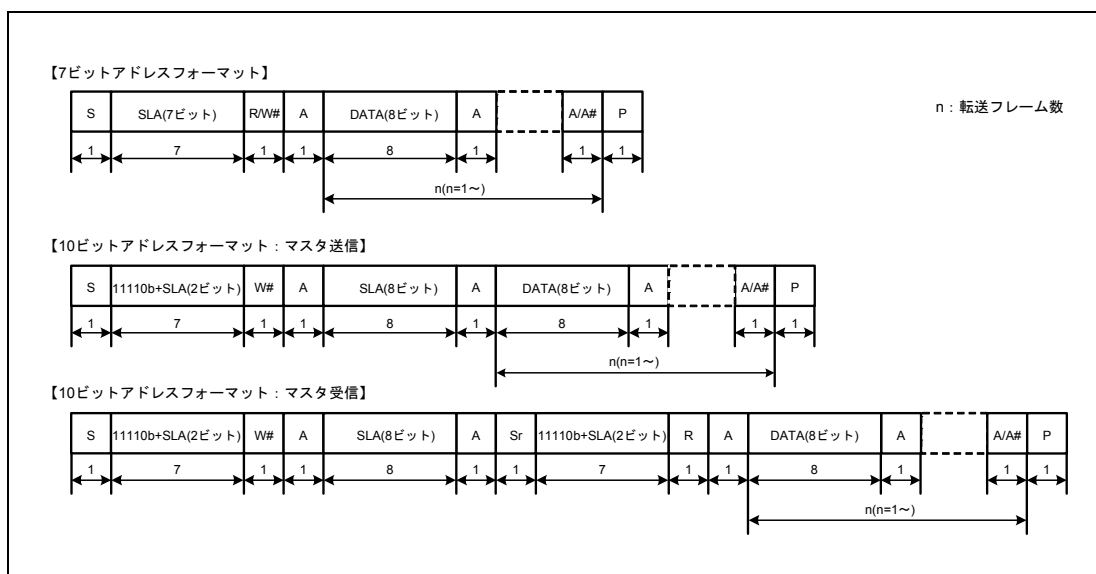 【7ビットアドレスフォーマット】
n:転送フレーム数
S SLA(7ビット) R/W# A DATA(8ビット) A A/A# P
1 7 1 1 8 1 1 1
n(n=1~)
【10ビットアドレスフォーマット:マスタ送信】
S 11110b+SLA(2ビット) W# A SLA(8ビット) A DATA(8ビット) A A/A# P
1 7 1 1 8 1 8 1 1 1
n(n=1~)
【10ビットアドレスフォーマット:マスタ受信】
S 11110b+SLA(2ビット) W# A SLA(8ビット) A Sr 11110b+SLA(2ビット) R A DATA(8ビット) A A/A# P
1 7 1 1 8 1 1 7 1 1 8 1 1 1
n(n=1~)